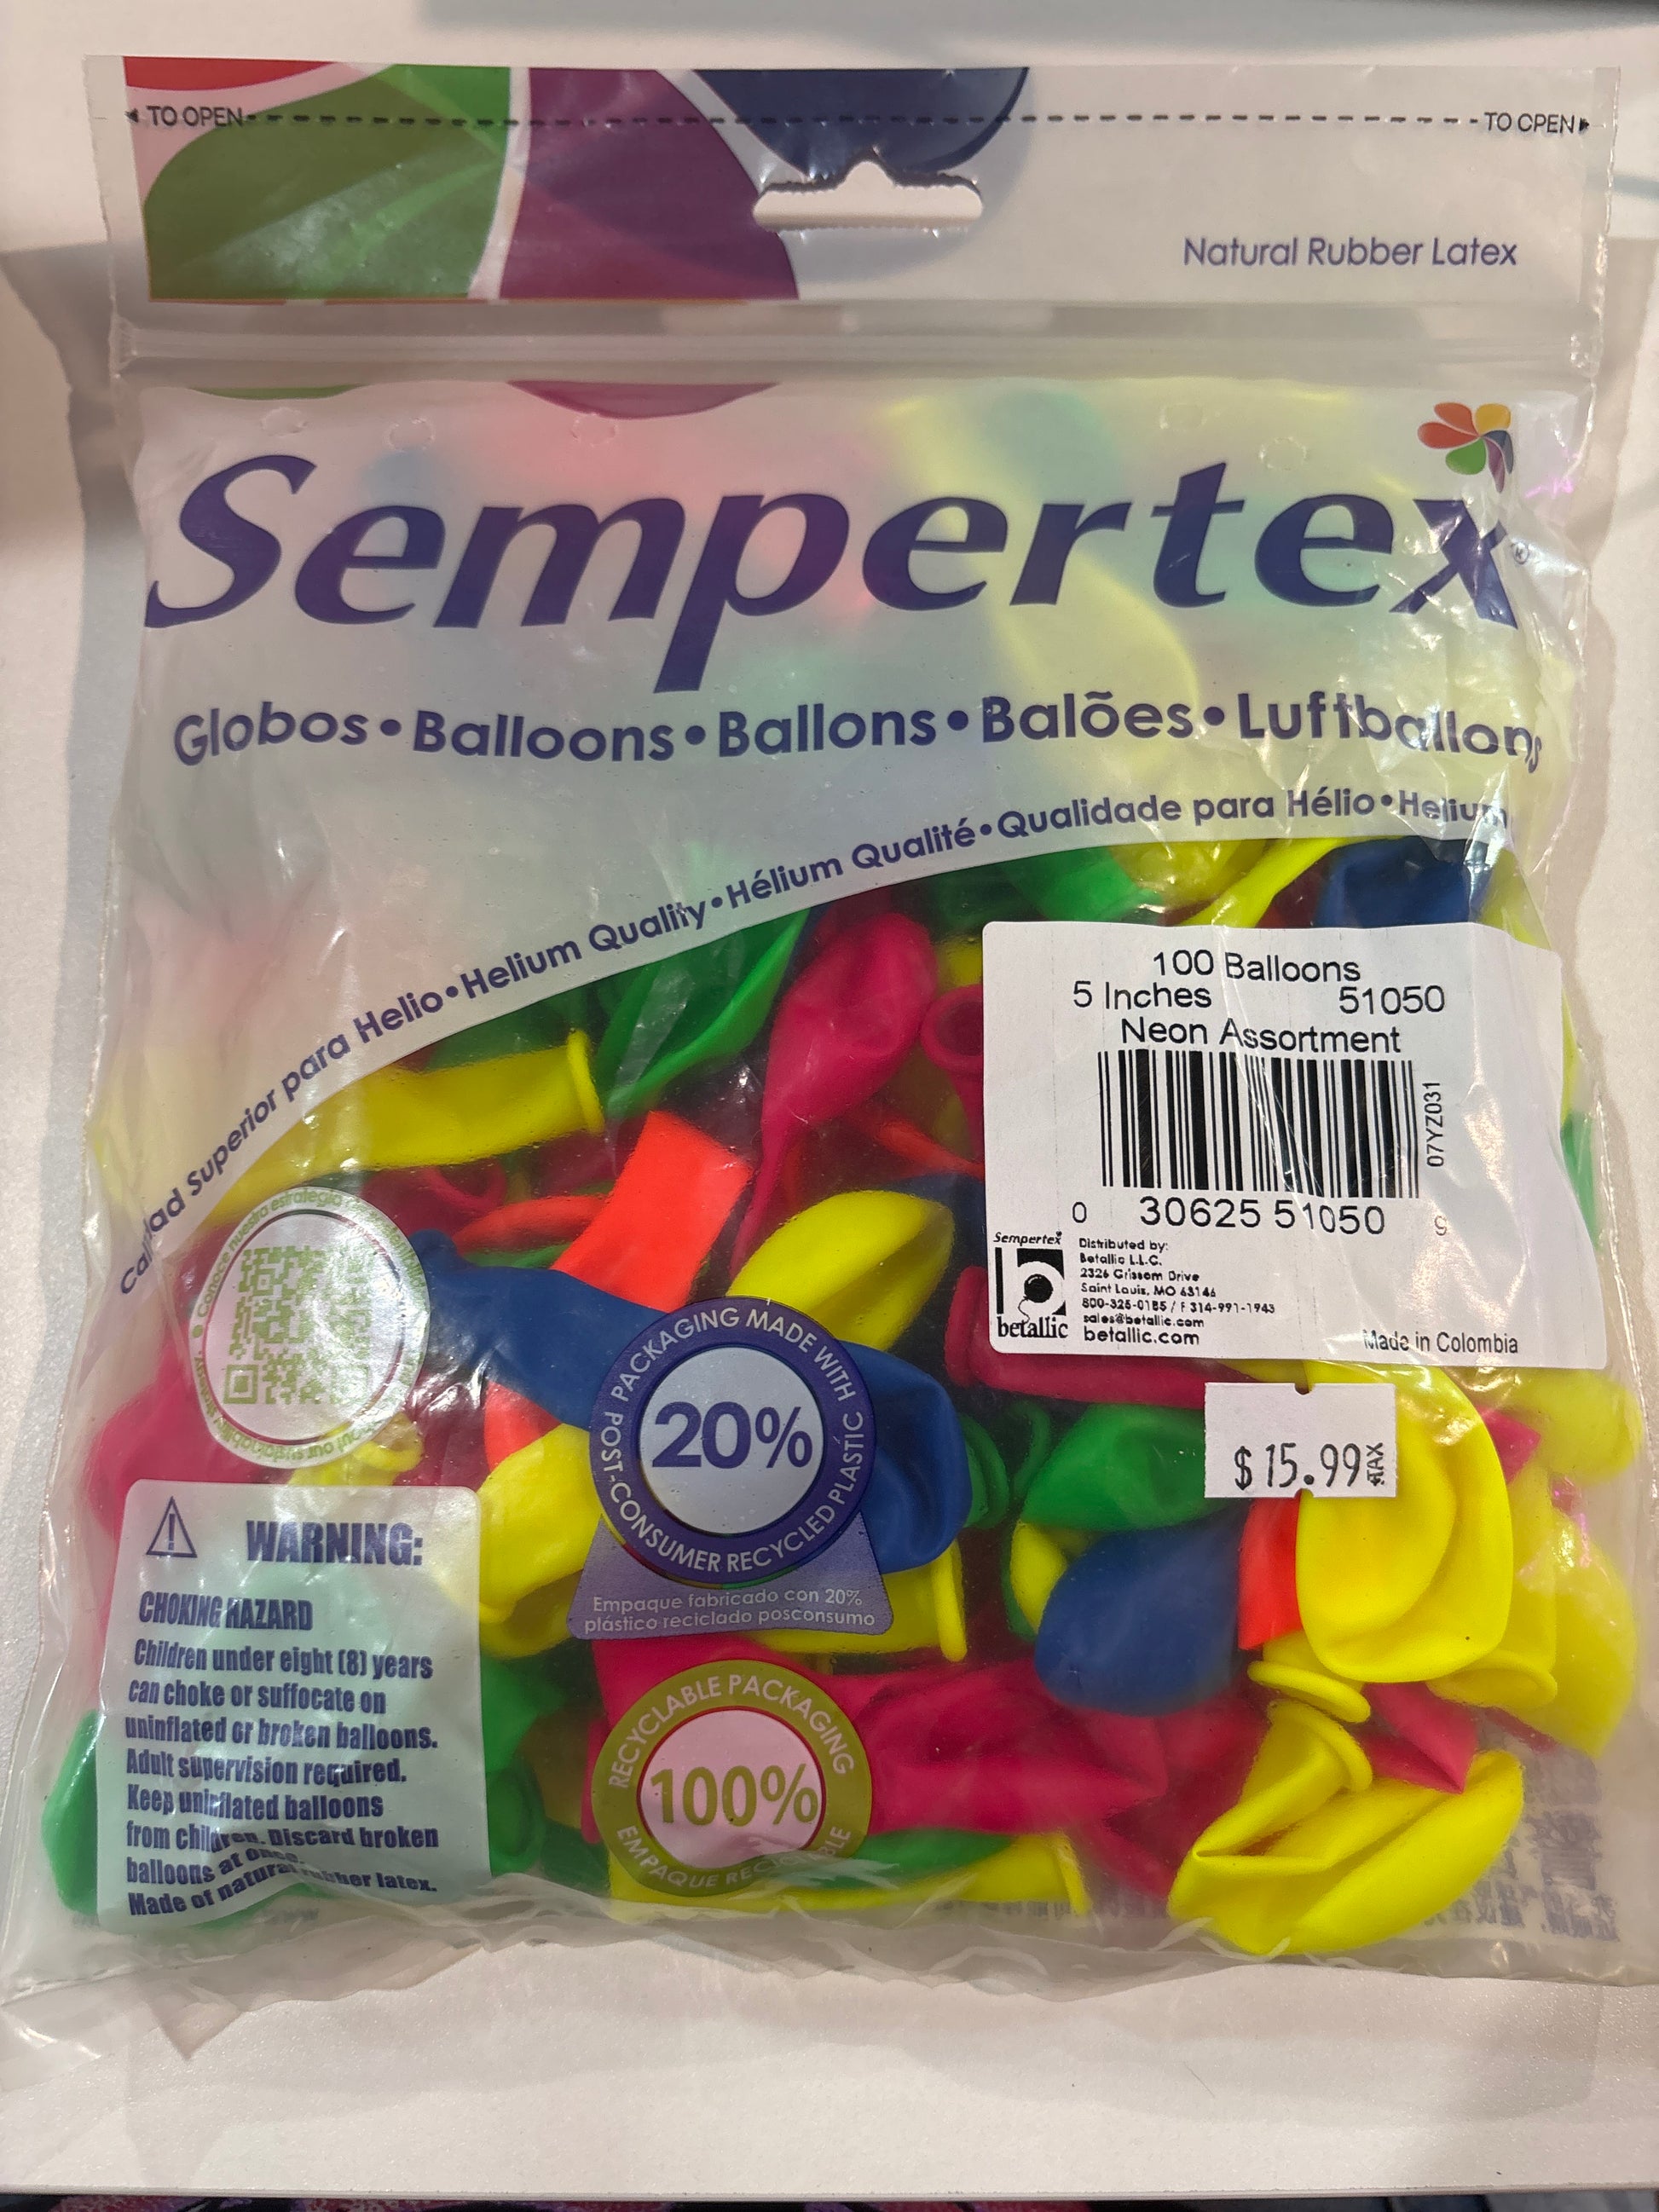 TO OPEN
TO OPEN
Natural Rubber Latex
Sempertex®
Globos • Balloons • Ballons • Balões • Luftballons
Calidad Superior para Helio • Helium Quality • Hélium Qualité • Qualidade para Hélio • Helium
100 Balloons
5 Inches 51050
Neon Assortment
07YZ031
0 30625 51050 9
Sempertex
betallic
Distributed by:
Betallic L.L.C.
2326 Grissom Drive
Saint Louis, MO 63146
800-325-0185 / F 314-991-1943
sales@betallic.com
betallic.com
Made in Colombia
$15.99
TAX
Conoce nuestra estrategia
POST-CONSUMER RECYCLED PLASTIC
PACKAGING MADE WITH
20%
Empaque fabricado con 20%
plástico reciclado posconsumo
RECYCLABLE PACKAGING
100%
EMPAQUE RECICLABLE
WARNING:
CHOKING HAZARD
Children under eight (8) years
can choke or suffocate on
uninflated or broken balloons.
Adult supervision required.
Keep uninflated balloons
from children. Discard broken
balloons at once.
Made of natural rubber latex.